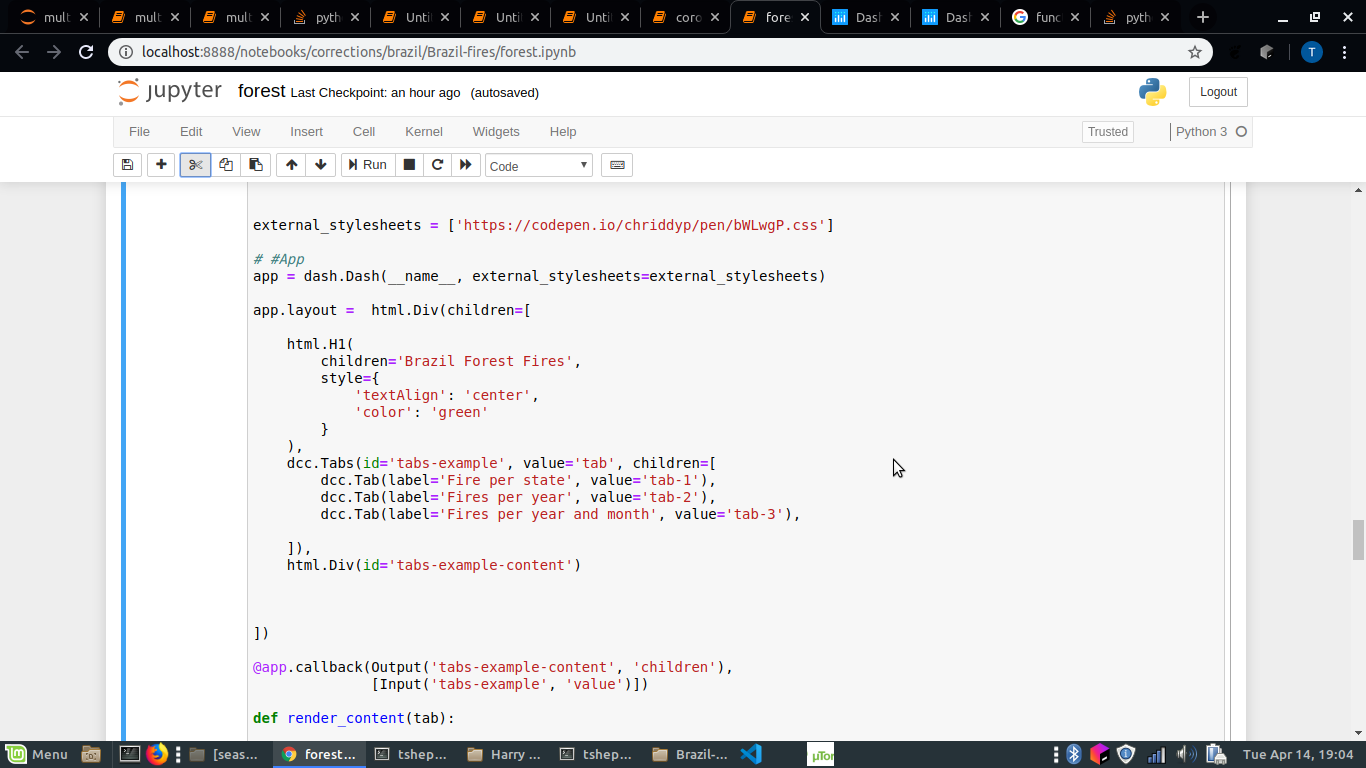 mult
mult
mult
pyth
Unti
Unti
Unti
coro
fore
Dash
Dash
func
pyth
localhost:8888/notebooks/corrections/brazil/Brazil-fires/forest.ipynb
T
jupyter forest Last Checkpoint: an hour ago (autosaved)
Logout
File Edit View Insert Cell Kernel Widgets Help
Trusted
Python 3
Run
Code
external_stylesheets = ['https://codepen.io/chriddyp/pen/bWLwgP.css']
# #App
app = dash.Dash(__name__, external_stylesheets=external_stylesheets)
app.layout =  html.Div(children=[
    html.H1(
        children='Brazil Forest Fires',
        style={
            'textAlign': 'center',
            'color': 'green'
        }
    ),
    dcc.Tabs(id='tabs-example', value='tab', children=[
        dcc.Tab(label='Fire per state', value='tab-1'),
        dcc.Tab(label='Fires per year', value='tab-2'),
        dcc.Tab(label='Fires per year and month', value='tab-3'),
    ]),
    html.Div(id='tabs-example-content')
])
@app.callback(Output('tabs-example-content', 'children'),
              [Input('tabs-example', 'value')])
def render_content(tab):
Menu
[seas...
forest...
tshep...
Harry ...
tshep...
Brazil-...
µTor
Tue Apr 14, 19:04